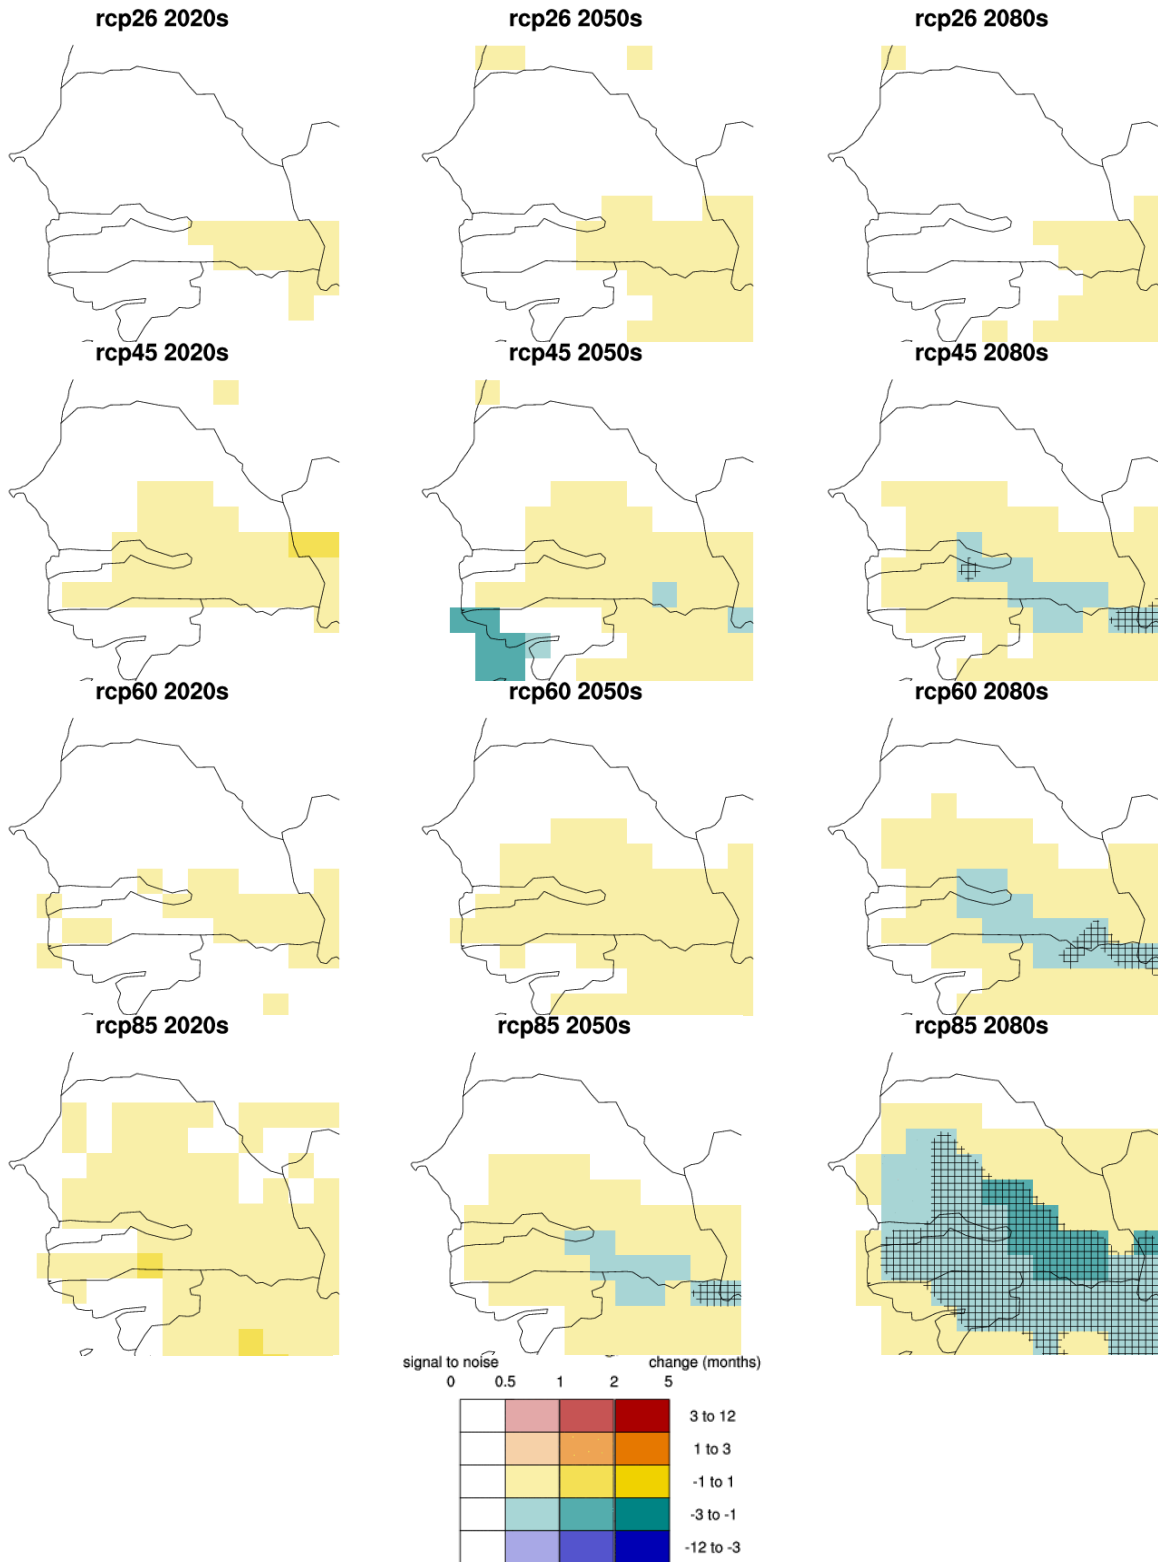 rcp26 2020s rcp26 2050s rcp26 2080s
rcp45 2020s rcp45 2050s rcp45 2080s
rcp60 2020s rcp60 2050s rcp60 2080s
rcp85 2020s rcp85 2050s rcp85 2080s
signal to noise change (months)
0 0.5 1 2 5
3 to 12
1 to 3
-1 to 1
-3 to -1
-12 to -3